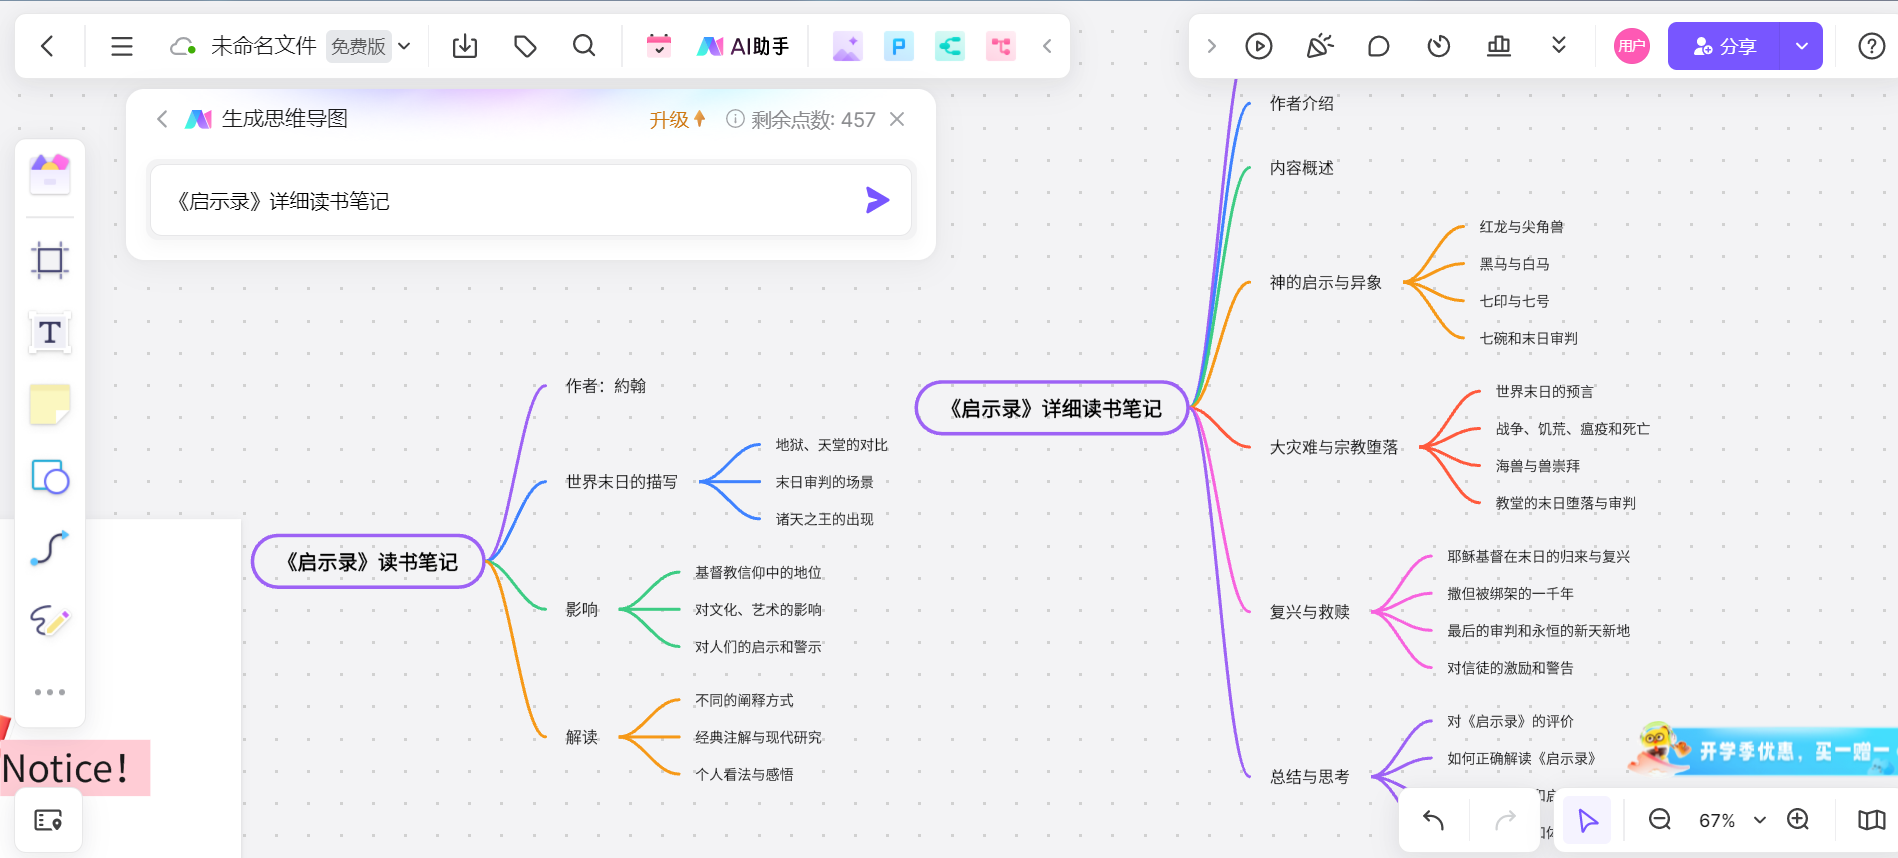 未命名文件 免费版
AI助手
用户
分享
生成思维导图
升级
剩余点数: 457
《启示录》详细读书笔记
《启示录》读书笔记
作者：約翰
世界末日的描写
地狱、天堂的对比
末日审判的场景
诸天之王的出现
影响
基督教信仰中的地位
对文化、艺术的影响
对人们的启示和警示
解读
不同的阐释方式
经典注解与现代研究
个人看法与感悟
《启示录》详细读书笔记
作者介绍
内容概述
神的启示与异象
红龙与尖角兽
黑马与白马
七印与七号
七碗和末日审判
大灾难与宗教堕落
世界末日的预言
战争、饥荒、瘟疫和死亡
海兽与兽崇拜
教堂的末日堕落与审判
复兴与救赎
耶稣基督在末日的归来与复兴
撒但被绑架的一千年
最后的审判和永恒的新天新地
对信徒的激励和警告
总结与思考
对《启示录》的评价
如何正确解读《启示录》
开学季优惠，买一赠一
Notice!
67%